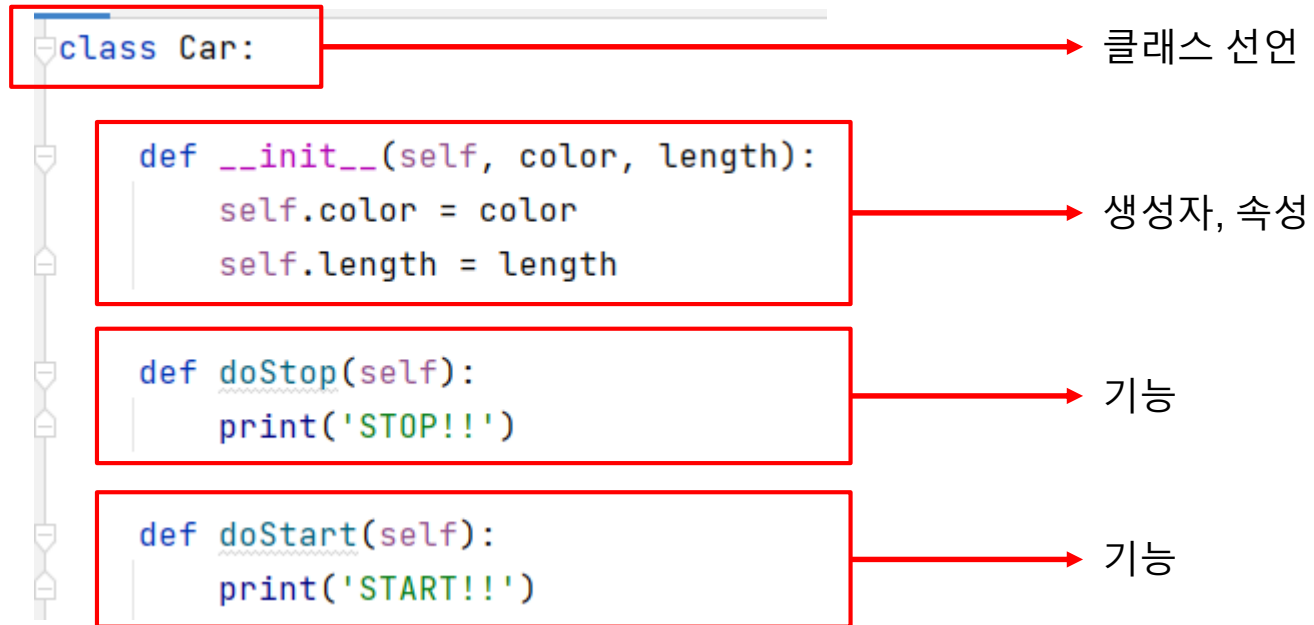 class Car:
클래스 선언
def __init__(self, color, length):
self.color = color
self.length = length
생성자, 속성
def doStop(self):
print('STOP!!')
기능
def doStart(self):
print('START!!')
기능